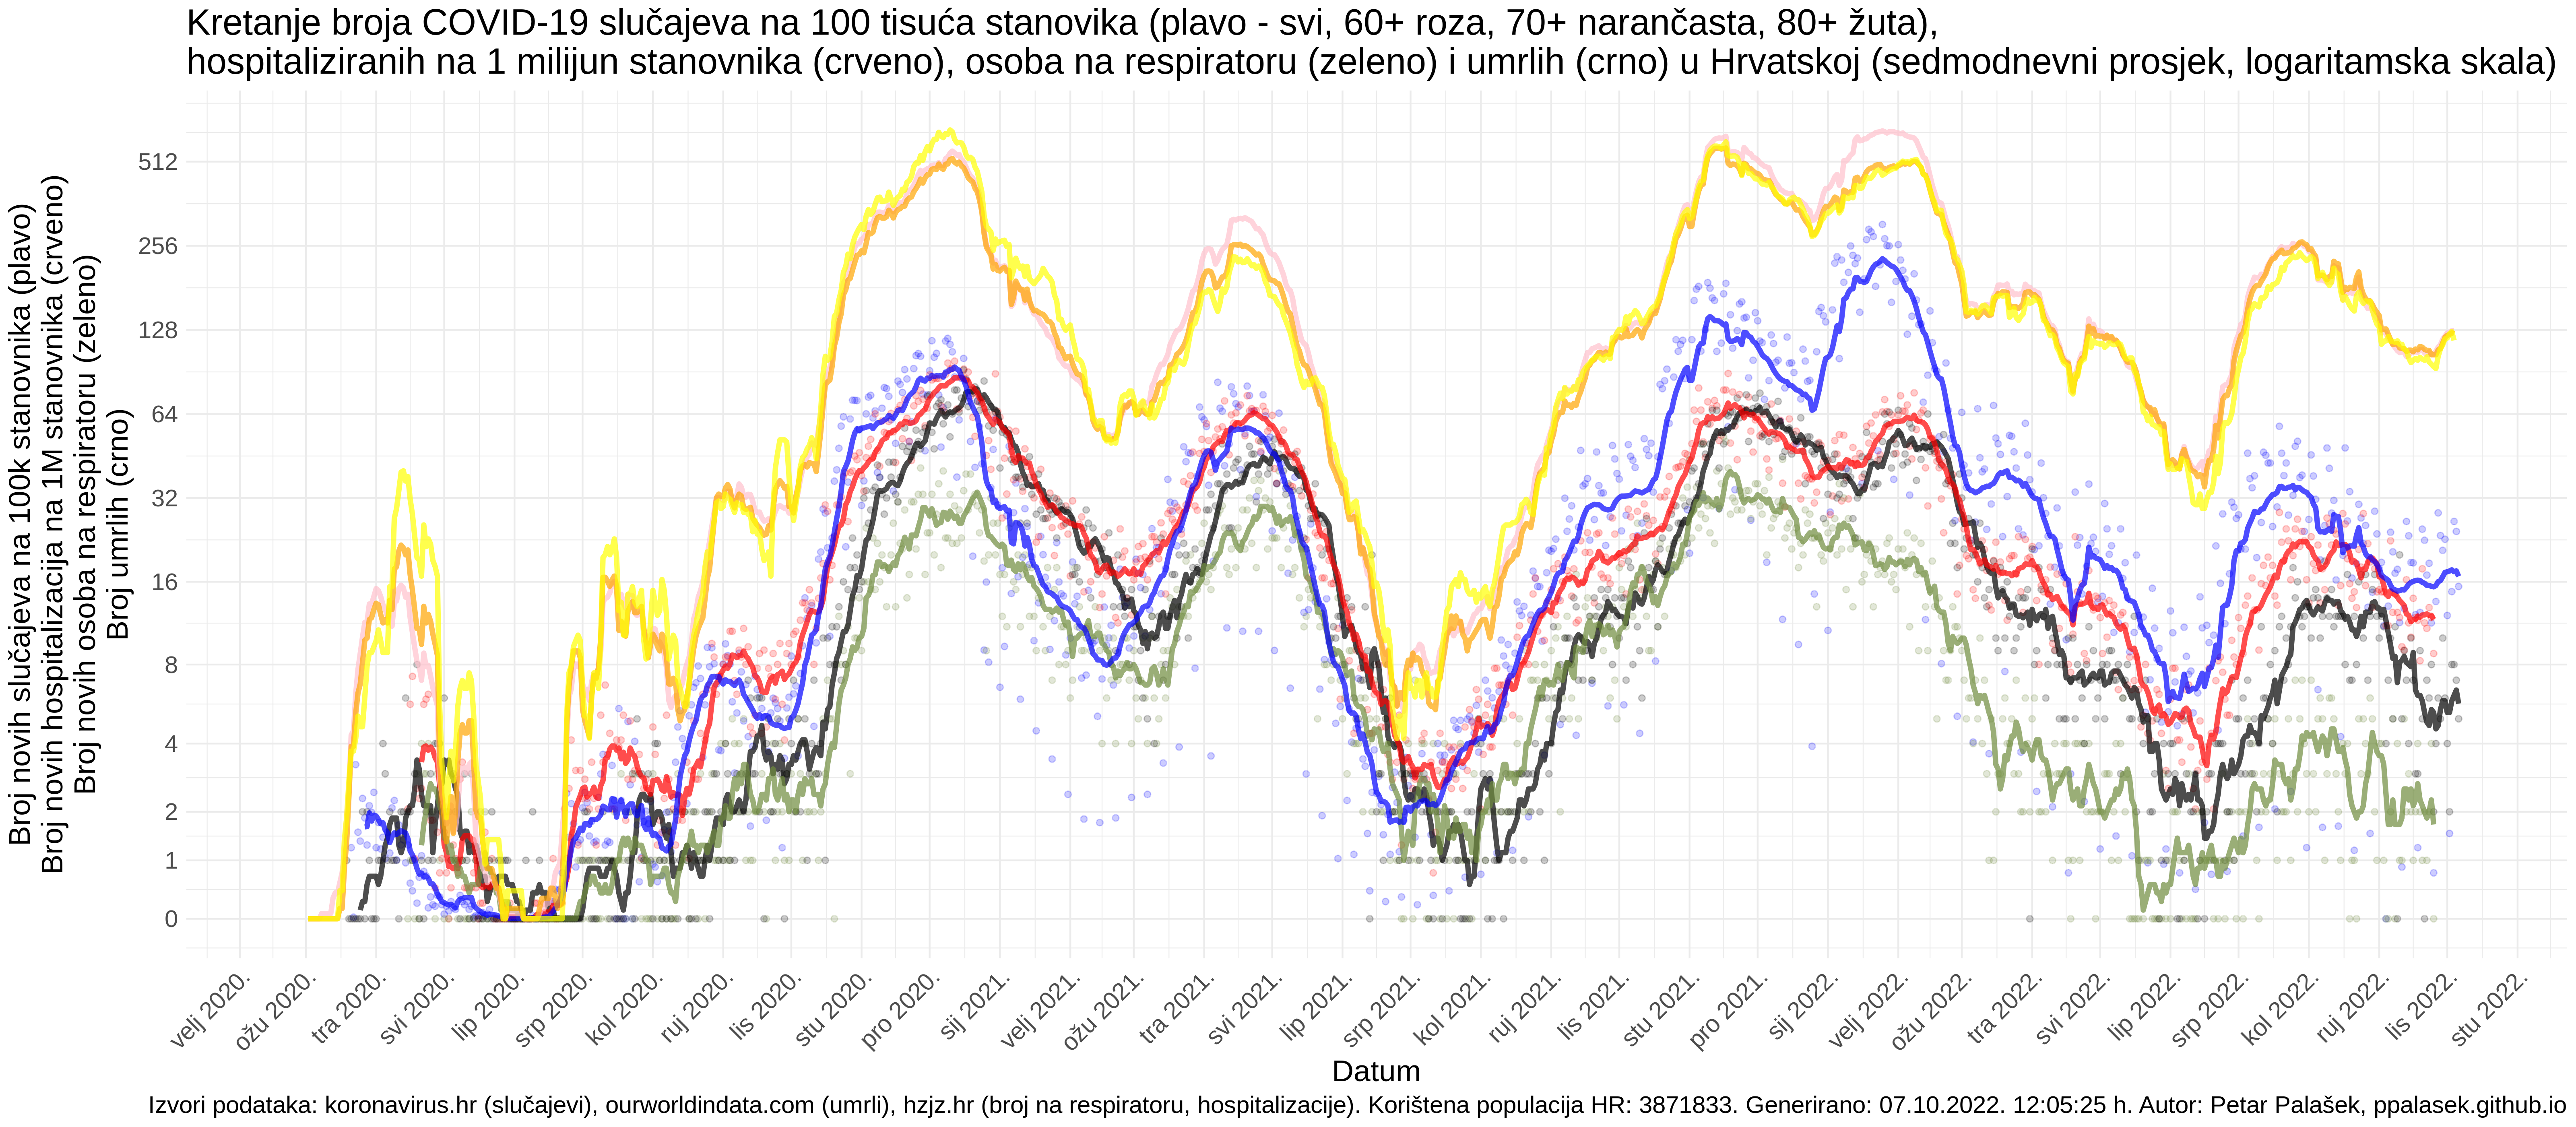 Kretanje broja COVID-19 slučajeva na 100 tisuća stanovika (plavo - svi, 60+ roza, 70+ narančasta, 80+ žuta),
hospitaliziranih na 1 milijun stanovnika (crveno), osoba na respiratoru (zeleno) i umrlih (crno) u Hrvatskoj (sedmodnevni prosjek, logaritamska skala)
Broj novih slučajeva na 100k stanovnika (plavo)
Broj novih hospitalizacija na 1M stanovnika (crveno)
Broj novih osoba na respiratoru (zeleno)
Broj umrlih (crno)
512
256
128
64
32
16
8
4
2
1
0
velj 2020.
ožu 2020.
tra 2020.
svi 2020.
lip 2020.
srp 2020.
kol 2020.
ruj 2020.
lis 2020.
stu 2020.
pro 2020.
sij 2021.
velj 2021.
ožu 2021.
tra 2021.
svi 2021.
lip 2021.
srp 2021.
kol 2021.
ruj 2021.
lis 2021.
stu 2021.
pro 2021.
sij 2022.
velj 2022.
ožu 2022.
tra 2022.
svi 2022.
lip 2022.
srp 2022.
kol 2022.
ruj 2022.
lis 2022.
stu 2022.
Datum
Izvori podataka: koronavirus.hr (slučajevi), ourworldindata.com (umrli), hzjz.hr (broj na respiratoru, hospitalizacije). Korištena populacija HR: 3871833. Generirano: 07.10.2022. 12:05:25 h. Autor: Petar Palašek, ppalasek.github.io